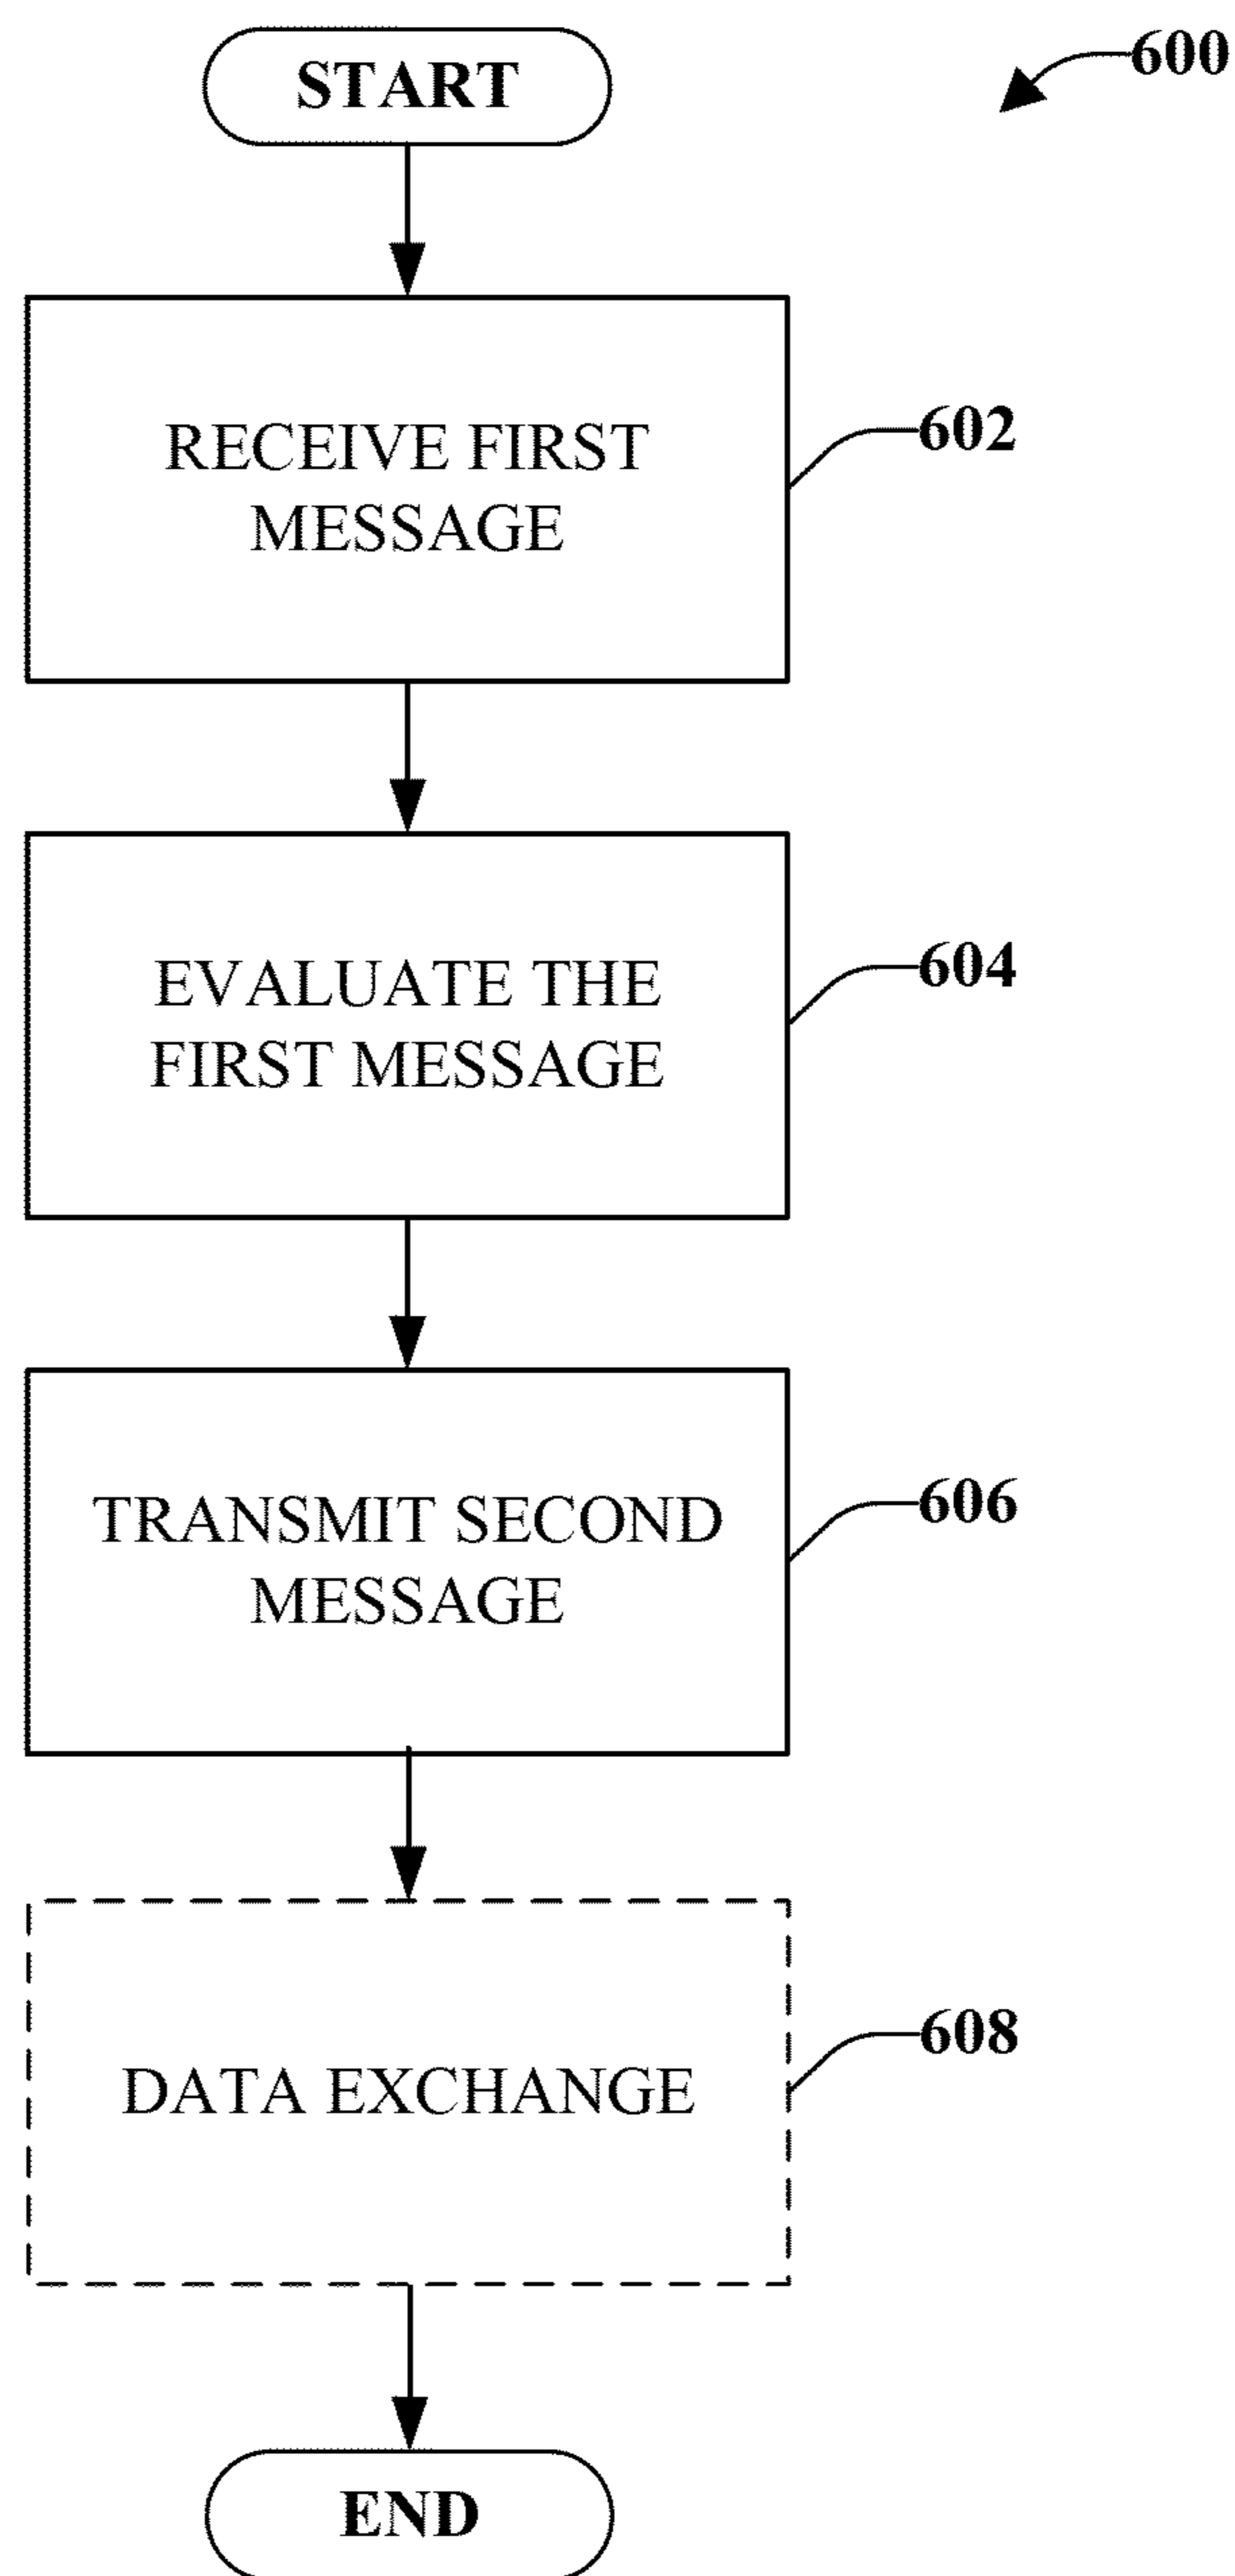 START
600
RECEIVE FIRST
MESSAGE
602
EVALUATE THE
FIRST MESSAGE
604
TRANSMIT SECOND
MESSAGE
606
DATA EXCHANGE
608
END